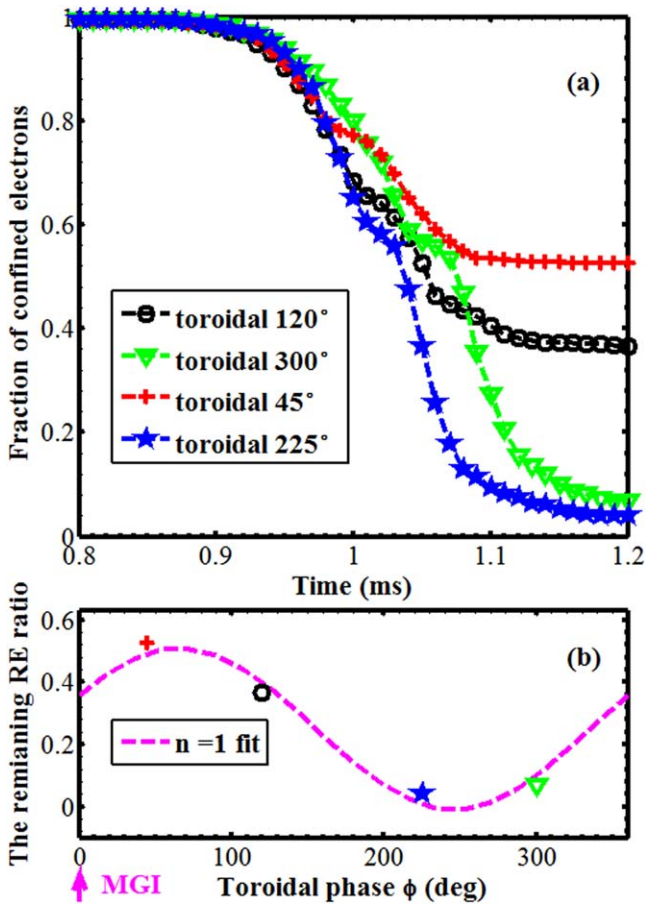 1
(a)
0.8
0.6
0.4
0.2
0
Fraction of confined electrons
toroidal 120°
toroidal 300°
toroidal 45°
toroidal 225°
0.8
0.9
1
1.1
1.2
Time (ms)
0.6
(b)
0.4
0.2
0
The remianing RE ratio
n =1 fit
0
100
200
300
MGI
Toroidal phase ϕ (deg)